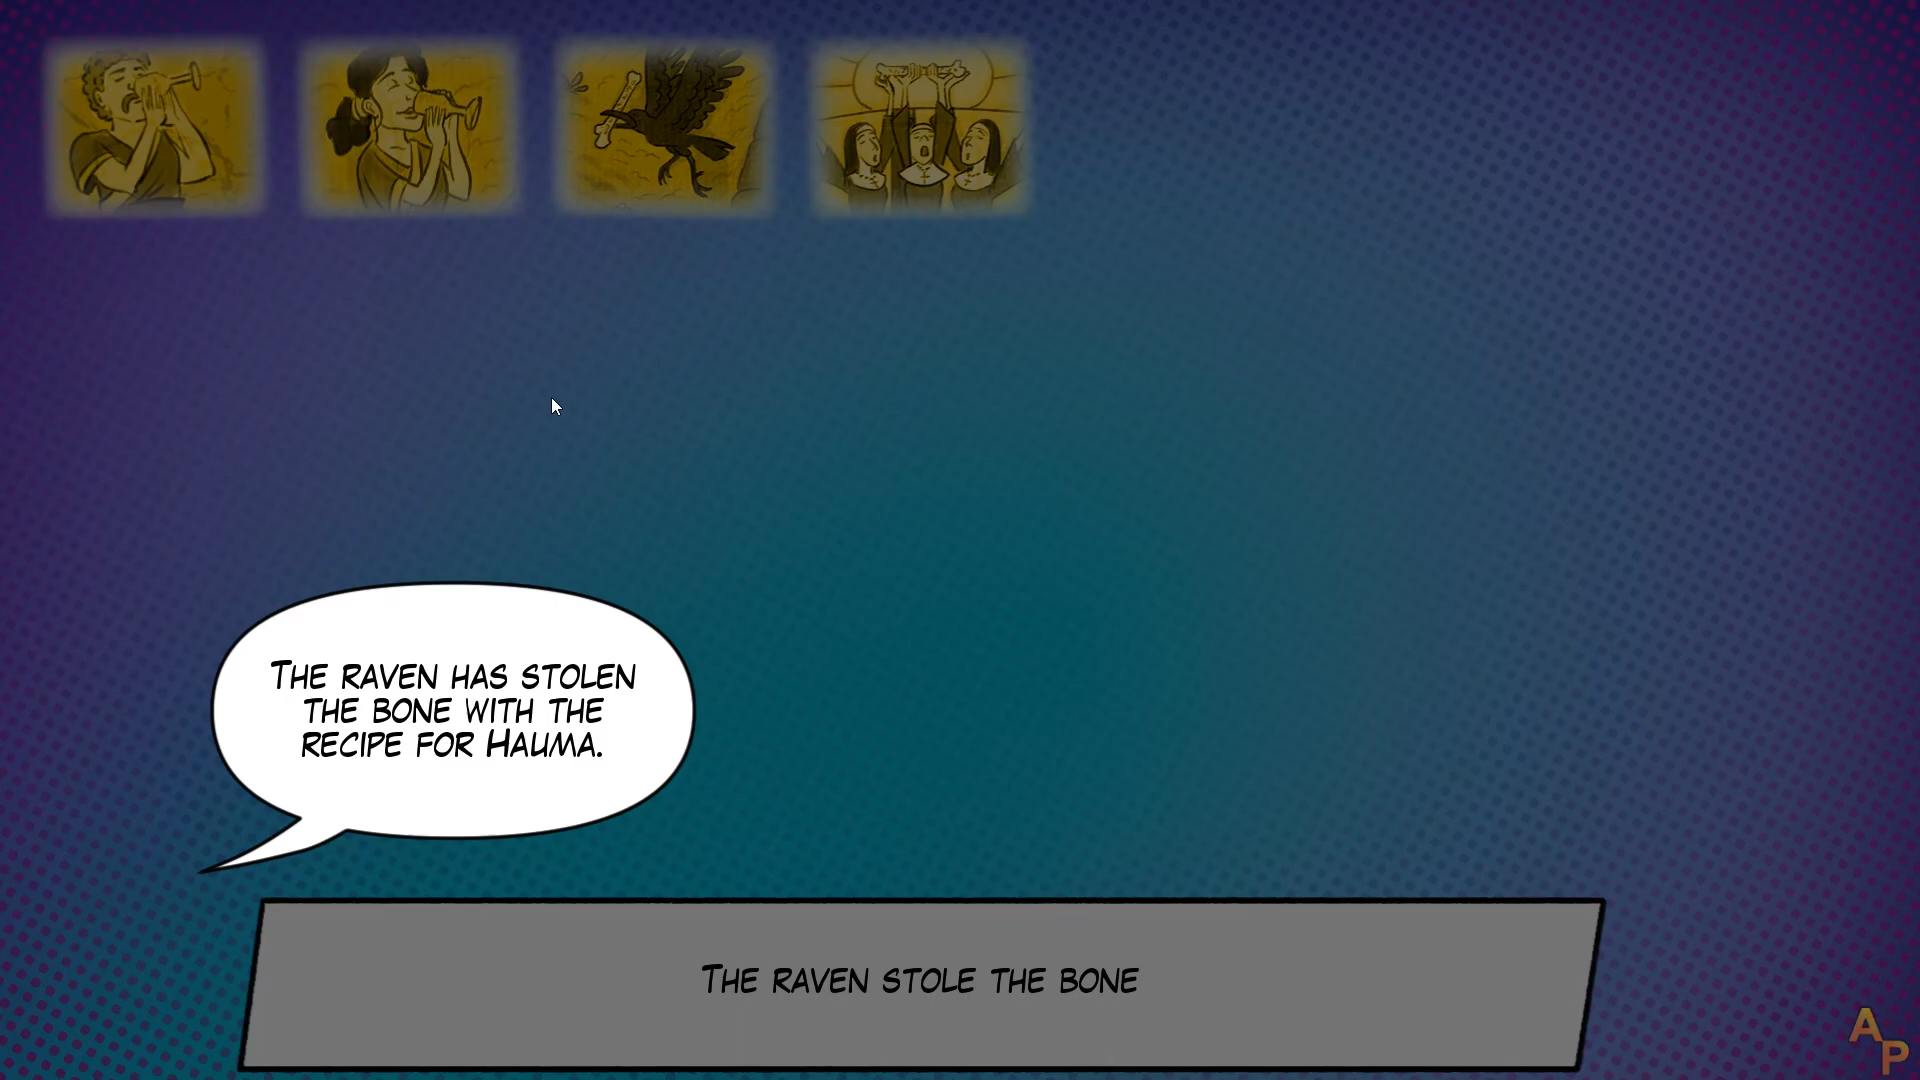 The raven has stolen
the bone with the
recipe for Hauma.
The raven stole the bone
A
P